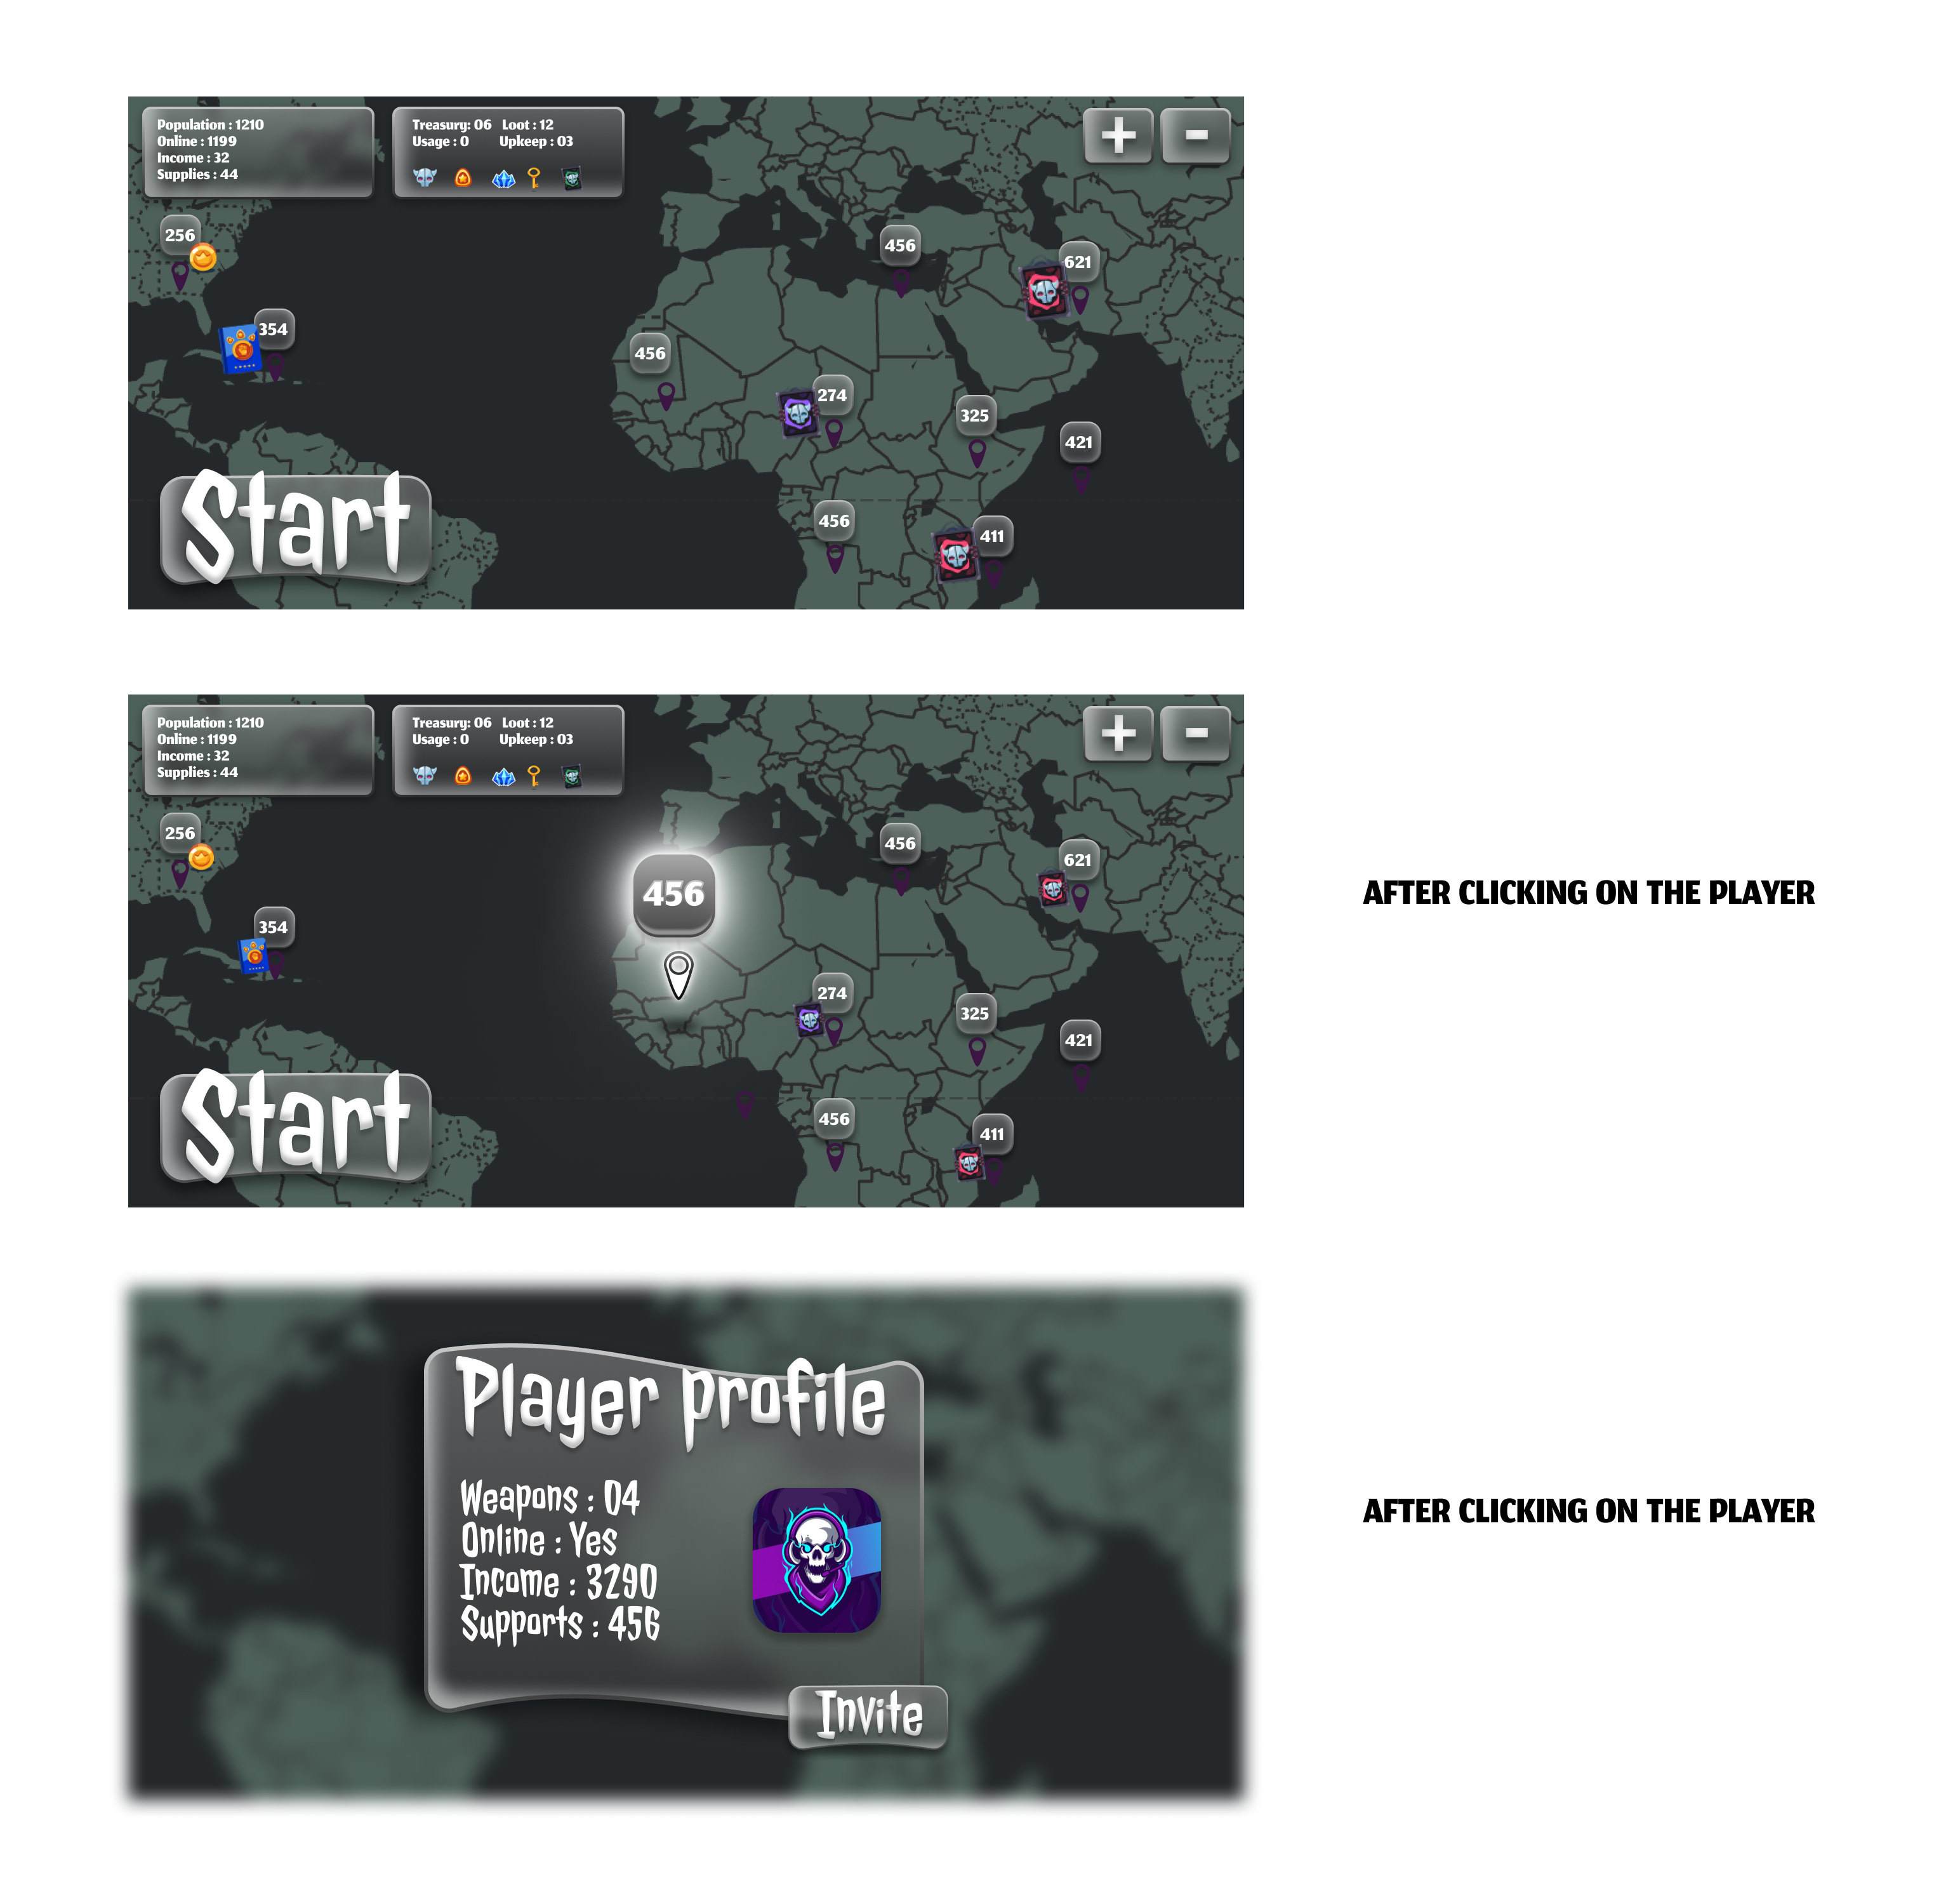 Population : 1210
Online : 1199
Income : 32
Supplies : 44
Treasury: 06 Loot : 12
Usage : 0 Upkeep : 03
+ -
256
456
621
354
456
274
325
421
456
411
Start
Population : 1210
Online : 1199
Income : 32
Supplies : 44
Treasury: 06 Loot : 12
Usage : 0 Upkeep : 03
+ -
256
456
621
456
354
274
325
421
456
411
Start
AFTER CLICKING ON THE PLAYER
Player profile
Weapons : 04
Online : Yes
Income : 3290
Supports : 456
Invite
AFTER CLICKING ON THE PLAYER